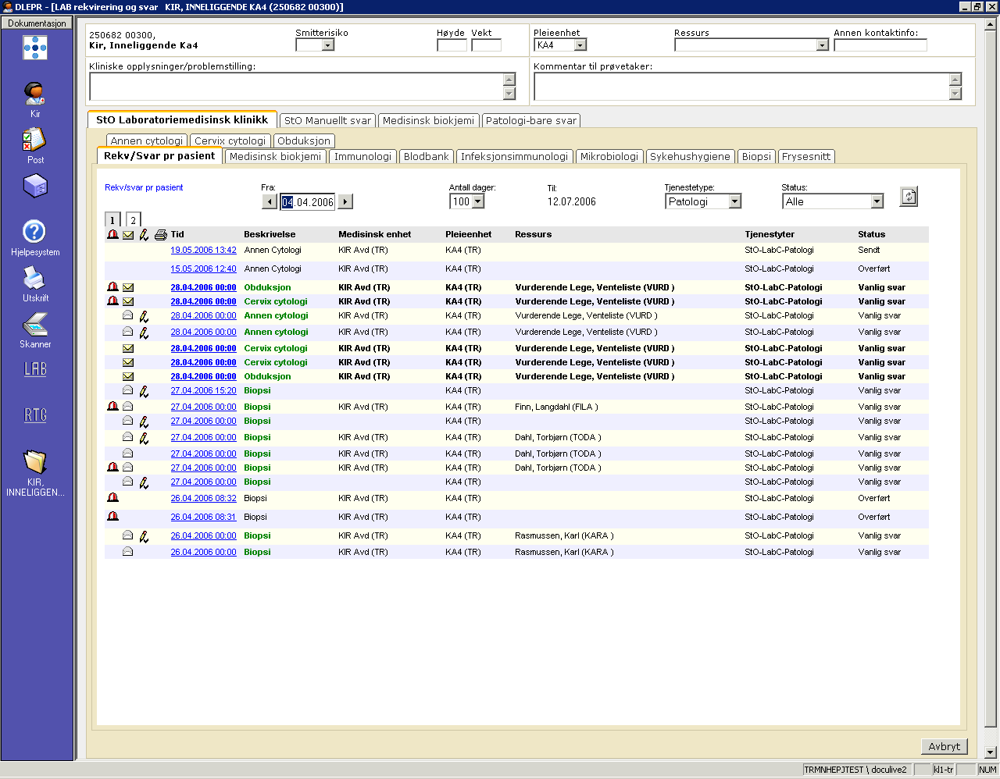 DLEPR - [LAB rekvirering og svar   KIR, INNELIGGENDE KA4 (250682 00300)]
Dokumentasjon
Kir
Post
Hjelpesystem
Utskrift
Skanner
LAB
RTG
KIR,
INNELIGGEN...
250682 00300,
Kir, Inneliggende Ka4
Smitterisiko
Høyde Vekt
Pleieenhet
KA4
Ressurs
Annen kontaktinfo:
Kliniske opplysninger/problemstilling:
Kommentar til prøvetaker:
StO Laboratoriemedisinsk klinikk StO Manuellt svar Medisinsk biokjemi Patologi-bare svar
Annen cytologi Cervix cytologi Obduksjon
Rekv/Svar pr pasient Medisinsk biokjemi Immunologi Blodbank Infeksjonsimmunologi Mikrobiologi Sykehushygiene Biopsi Frysesnitt
Rekv/svar pr pasient Fra: Antall dager: Til: Tjenestetype: Status:
04.04.2006 100 12.07.2006 Patologi Alle
1 2
Tid Beskrivelse Medisinsk enhet Pleieenhet Ressurs Tjenestyter Status
19.05.2006 13:42 Annen Cytologi KIR Avd (TR) KA4 (TR) StO-LabC-Patologi Sendt
15.05.2006 12:40 Annen Cytologi KIR Avd (TR) KA4 (TR) StO-LabC-Patologi Overført
28.04.2006 00:00 Obduksjon KIR Avd (TR) KA4 (TR) Vurderende Lege, Venteliste (VURD ) StO-LabC-Patologi Vanlig svar
28.04.2006 00:00 Cervix cytologi KIR Avd (TR) KA4 (TR) Vurderende Lege, Venteliste (VURD ) StO-LabC-Patologi Vanlig svar
28.04.2006 00:00 Annen cytologi KIR Avd (TR) KA4 (TR) Vurderende Lege, Venteliste (VURD ) StO-LabC-Patologi Vanlig svar
28.04.2006 00:00 Annen cytologi KIR Avd (TR) KA4 (TR) Vurderende Lege, Venteliste (VURD ) StO-LabC-Patologi Vanlig svar
28.04.2006 00:00 Cervix cytologi KIR Avd (TR) KA4 (TR) Vurderende Lege, Venteliste (VURD ) StO-LabC-Patologi Vanlig svar
28.04.2006 00:00 Cervix cytologi KIR Avd (TR) KA4 (TR) Vurderende Lege, Venteliste (VURD ) StO-LabC-Patologi Vanlig svar
28.04.2006 00:00 Obduksjon KIR Avd (TR) KA4 (TR) Vurderende Lege, Venteliste (VURD ) StO-LabC-Patologi Vanlig svar
27.04.2006 15:20 Biopsi KA4 (TR) StO-LabC-Patologi Vanlig svar
27.04.2006 00:00 Biopsi KIR Avd (TR) KA4 (TR) Finn, Langdahl (FILA ) StO-LabC-Patologi Vanlig svar
27.04.2006 00:00 Biopsi KA4 (TR) StO-LabC-Patologi Vanlig svar
27.04.2006 00:00 Biopsi KIR Avd (TR) KA4 (TR) Dahl, Torbjørn (TODA ) StO-LabC-Patologi Vanlig svar
27.04.2006 00:00 Biopsi KIR Avd (TR) KA4 (TR) Dahl, Torbjørn (TODA ) StO-LabC-Patologi Vanlig svar
27.04.2006 00:00 Biopsi KIR Avd (TR) KA4 (TR) Dahl, Torbjørn (TODA ) StO-LabC-Patologi Vanlig svar
27.04.2006 00:00 Biopsi KA4 (TR) StO-LabC-Patologi Vanlig svar
26.04.2006 08:32 Biopsi KIR Avd (TR) KA4 (TR) StO-LabC-Patologi Overført
26.04.2006 08:31 Biopsi KIR Avd (TR) KA4 (TR) StO-LabC-Patologi Overført
26.04.2006 00:00 Biopsi KIR Avd (TR) KA4 (TR) Rasmussen, Karl (KARA ) StO-LabC-Patologi Vanlig svar
26.04.2006 00:00 Biopsi KIR Avd (TR) KA4 (TR) Rasmussen, Karl (KARA ) StO-LabC-Patologi Vanlig svar
Avbryt
TRMNHEPJTEST \ doculive2 kl1-tr NUM